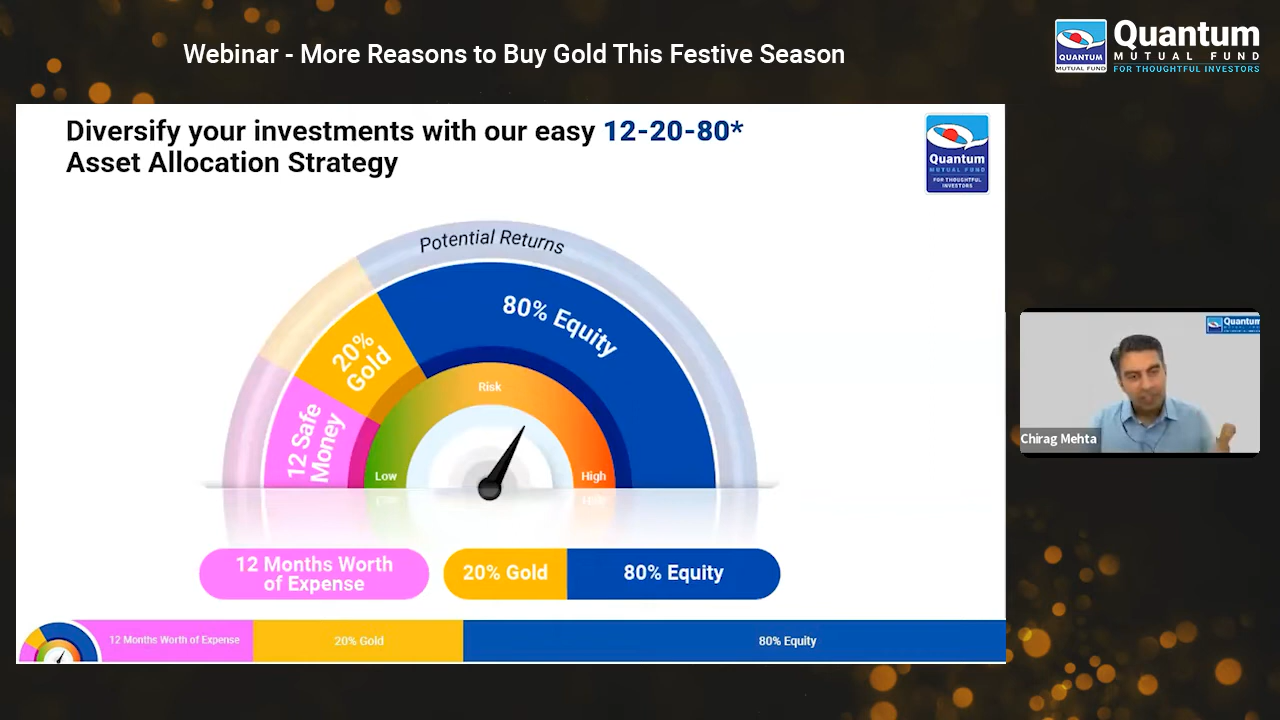 Webinar - More Reasons to Buy Gold This Festive Season
Quantum
MUTUAL FUND
FOR THOUGHTFUL INVESTORS
QUANTUM
MUTUAL FUND
Diversify your investments with our easy 12-20-80*
Asset Allocation Strategy
Quantum
MUTUAL FUND
FOR THOUGHTFUL
INVESTORS
Potential Returns
80% Equity
20%
Gold
12 Safe
Money
Risk
Low
High
Quantum
Chirag Mehta
12 Months Worth
of Expense
20% Gold
80% Equity
12 Months Worth of Expense
20% Gold
80% Equity